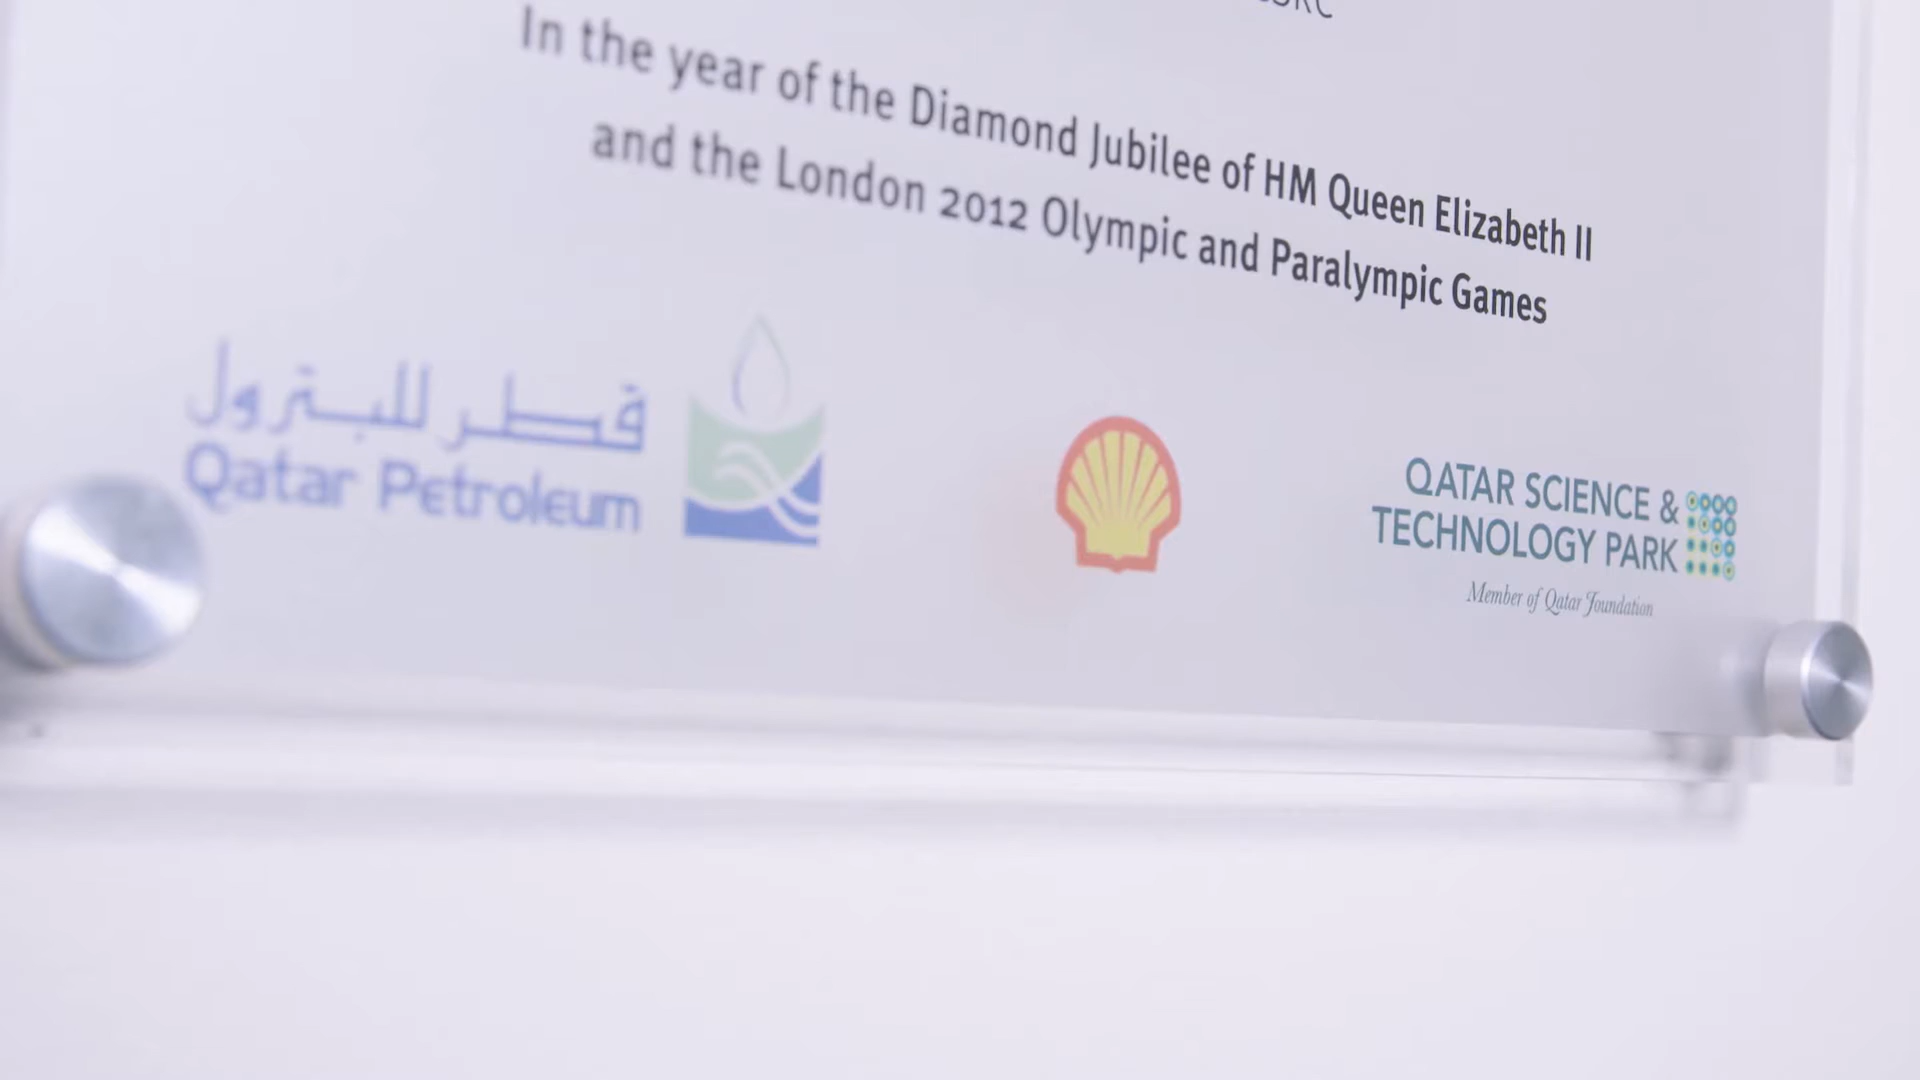 In the year of the Diamond Jubilee of HM Queen Elizabeth II
and the London 2012 Olympic and Paralympic Games
قطر للبترول
Qatar Petroleum
QATAR SCIENCE &
TECHNOLOGY PARK
Member of Qatar Foundation